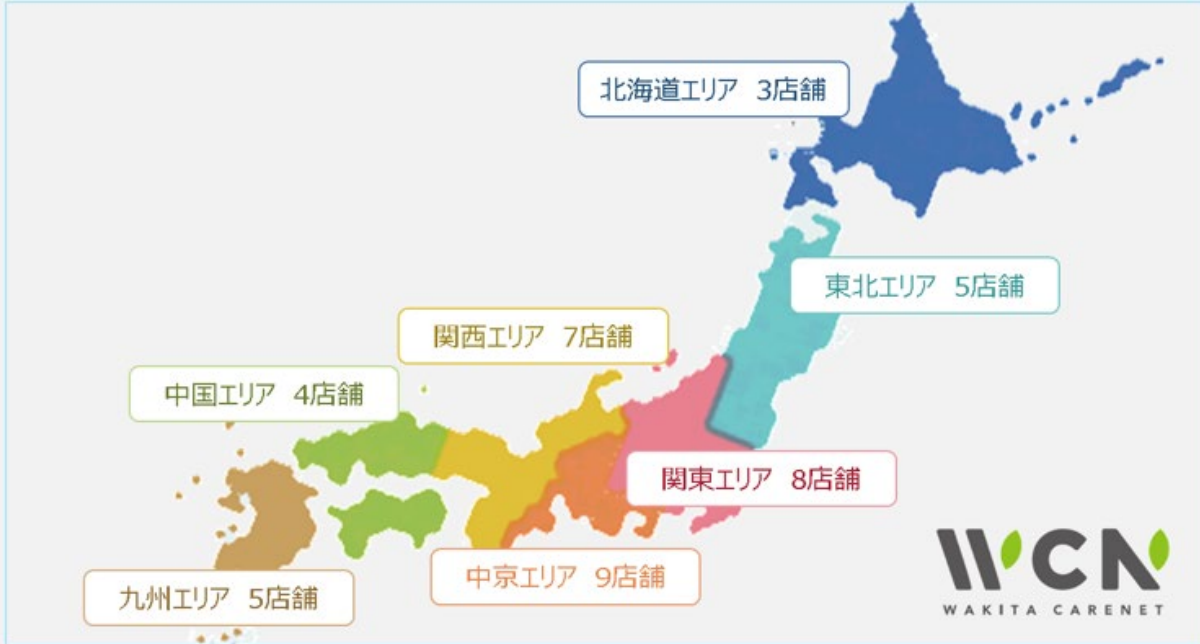 北海道エリア 3店舗
東北エリア 5店舗
関西エリア 7店舗
中国エリア 4店舗
関東エリア 8店舗
中京エリア 9店舗
九州エリア 5店舗
WCN
WAKITA CARENET